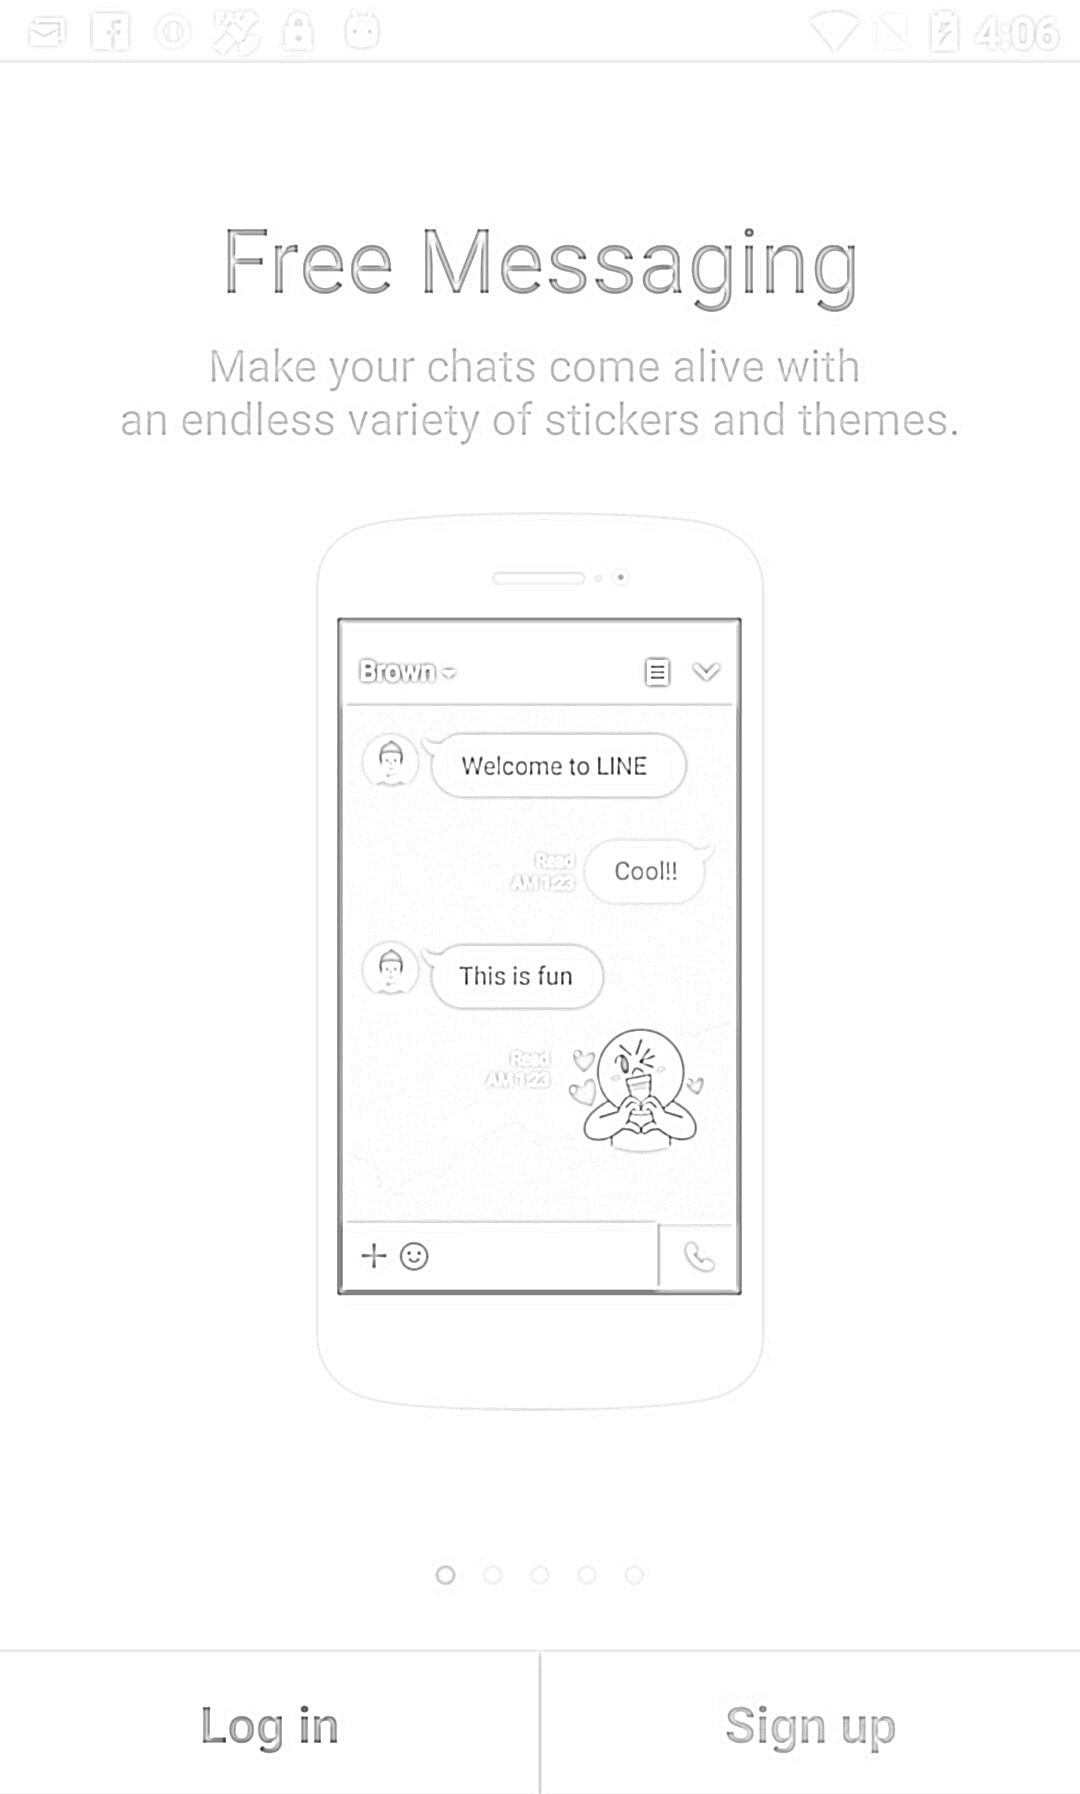 4:06
Free Messaging
Make your chats come alive with
an endless variety of stickers and themes.
Brown
Welcome to LINE
Read
AM 1:23
Cool!!
This is fun
Read
AM 1:23
Log in
Sign up